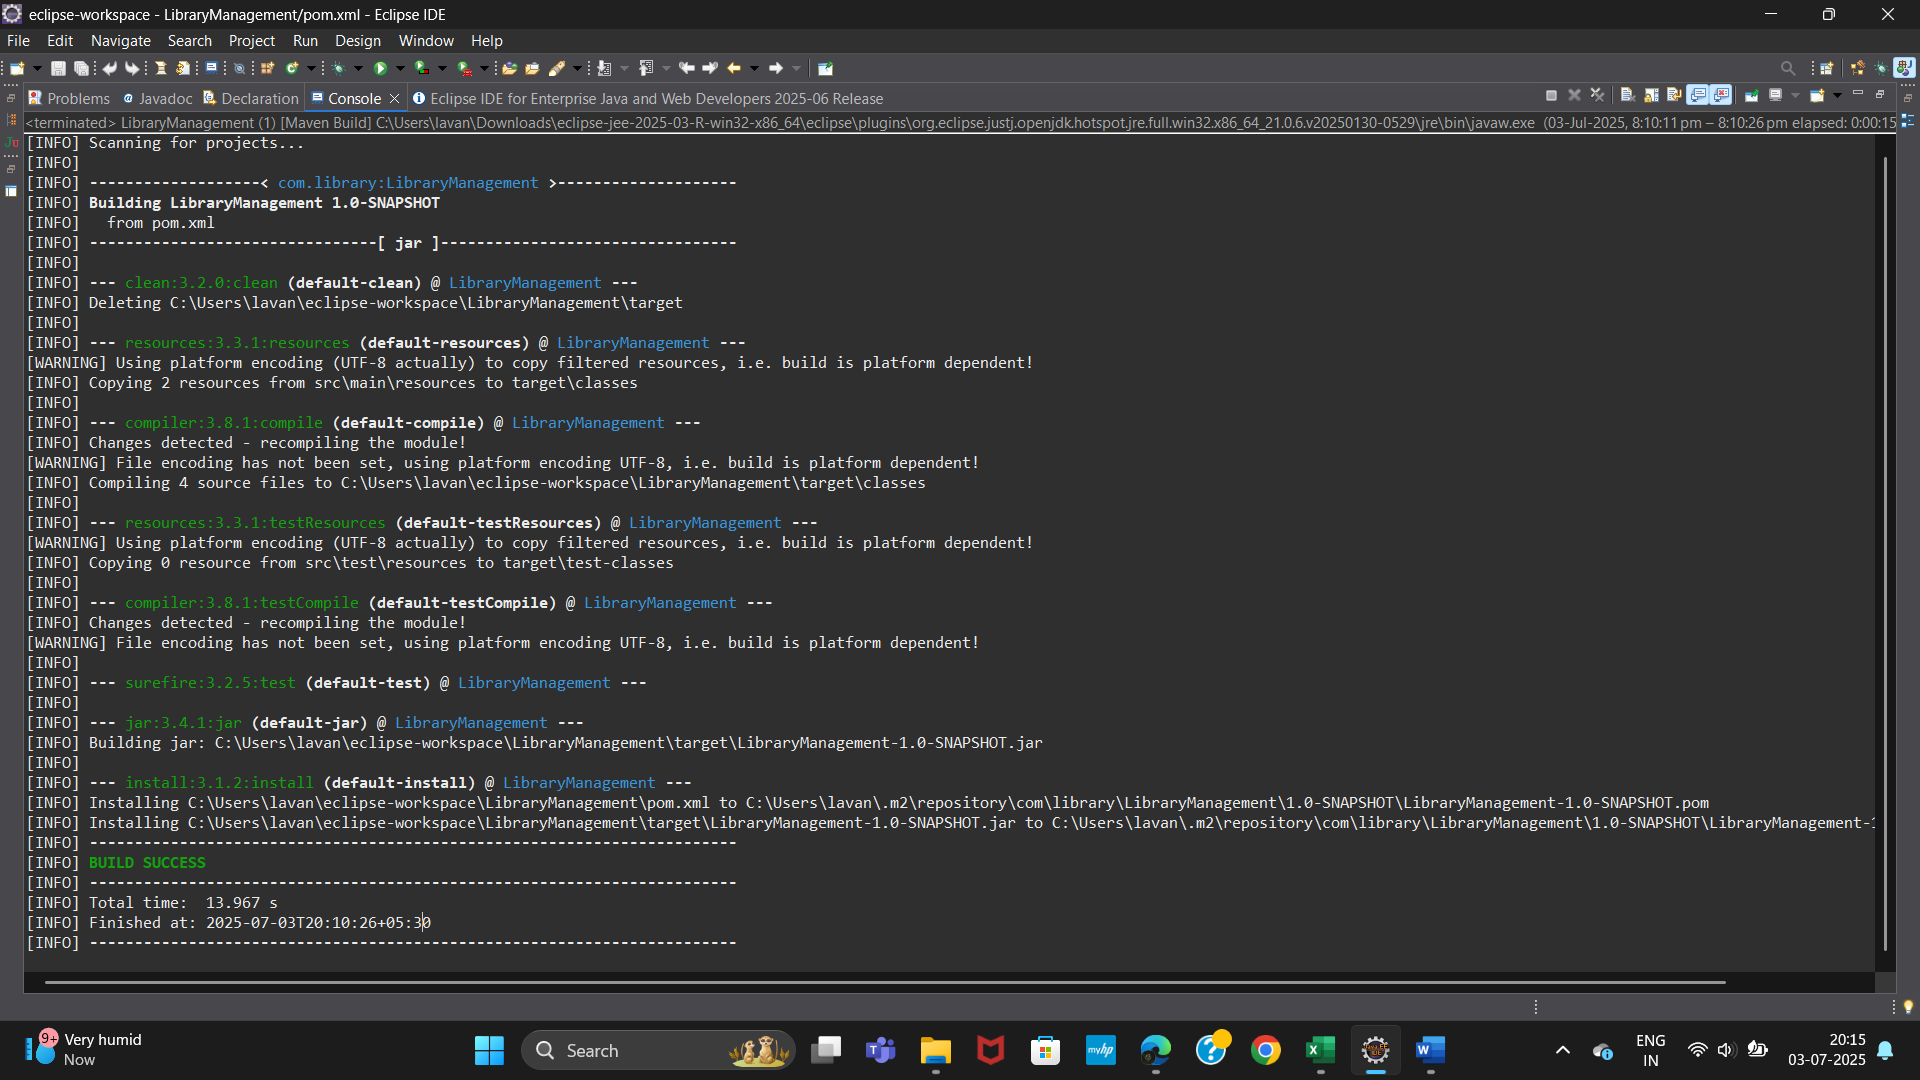 eclipse-workspace - LibraryManagement/pom.xml - Eclipse IDE
File Edit Navigate Search Project Run Design Window Help
Problems @ Javadoc Declaration Console Eclipse IDE for Enterprise Java and Web Developers 2025-06 Release
<terminated> LibraryManagement (1) [Maven Build] C:\Users\lavan\Downloads\eclipse-jee-2025-03-R-win32-x86_64\eclipse\plugins\org.eclipse.justj.openjdk.hotspot.jre.full.win32.x86_64_21.0.6.v20250130-0529\jre\bin\javaw.exe (03-Jul-2025, 8:10:11 pm – 8:10:26 pm elapsed: 0:00:15
[INFO] Scanning for projects...
[INFO]
[INFO] -------------------< com.library:LibraryManagement >--------------------
[INFO] Building LibraryManagement 1.0-SNAPSHOT
[INFO]   from pom.xml
[INFO] --------------------------------[ jar ]---------------------------------
[INFO]
[INFO] --- clean:3.2.0:clean (default-clean) @ LibraryManagement ---
[INFO] Deleting C:\Users\lavan\eclipse-workspace\LibraryManagement\target
[INFO]
[INFO] --- resources:3.3.1:resources (default-resources) @ LibraryManagement ---
[WARNING] Using platform encoding (UTF-8 actually) to copy filtered resources, i.e. build is platform dependent!
[INFO] Copying 2 resources from src\main\resources to target\classes
[INFO]
[INFO] --- compiler:3.8.1:compile (default-compile) @ LibraryManagement ---
[INFO] Changes detected - recompiling the module!
[WARNING] File encoding has not been set, using platform encoding UTF-8, i.e. build is platform dependent!
[INFO] Compiling 4 source files to C:\Users\lavan\eclipse-workspace\LibraryManagement\target\classes
[INFO]
[INFO] --- resources:3.3.1:testResources (default-testResources) @ LibraryManagement ---
[WARNING] Using platform encoding (UTF-8 actually) to copy filtered resources, i.e. build is platform dependent!
[INFO] Copying 0 resource from src\test\resources to target\test-classes
[INFO]
[INFO] --- compiler:3.8.1:testCompile (default-testCompile) @ LibraryManagement ---
[INFO] Changes detected - recompiling the module!
[WARNING] File encoding has not been set, using platform encoding UTF-8, i.e. build is platform dependent!
[INFO]
[INFO] --- surefire:3.2.5:test (default-test) @ LibraryManagement ---
[INFO]
[INFO] --- jar:3.4.1:jar (default-jar) @ LibraryManagement ---
[INFO] Building jar: C:\Users\lavan\eclipse-workspace\LibraryManagement\target\LibraryManagement-1.0-SNAPSHOT.jar
[INFO]
[INFO] --- install:3.1.2:install (default-install) @ LibraryManagement ---
[INFO] Installing C:\Users\lavan\eclipse-workspace\LibraryManagement\pom.xml to C:\Users\lavan\.m2\repository\com\library\LibraryManagement\1.0-SNAPSHOT\LibraryManagement-1.0-SNAPSHOT.pom
[INFO] Installing C:\Users\lavan\eclipse-workspace\LibraryManagement\target\LibraryManagement-1.0-SNAPSHOT.jar to C:\Users\lavan\.m2\repository\com\library\LibraryManagement\1.0-SNAPSHOT\LibraryManagement-1
[INFO] ------------------------------------------------------------------------
[INFO] BUILD SUCCESS
[INFO] ------------------------------------------------------------------------
[INFO] Total time:  13.967 s
[INFO] Finished at: 2025-07-03T20:10:26+05:30
[INFO] ------------------------------------------------------------------------
9+ Very humid
Now
Search
myhp
ENG
IN
20:15
03-07-2025